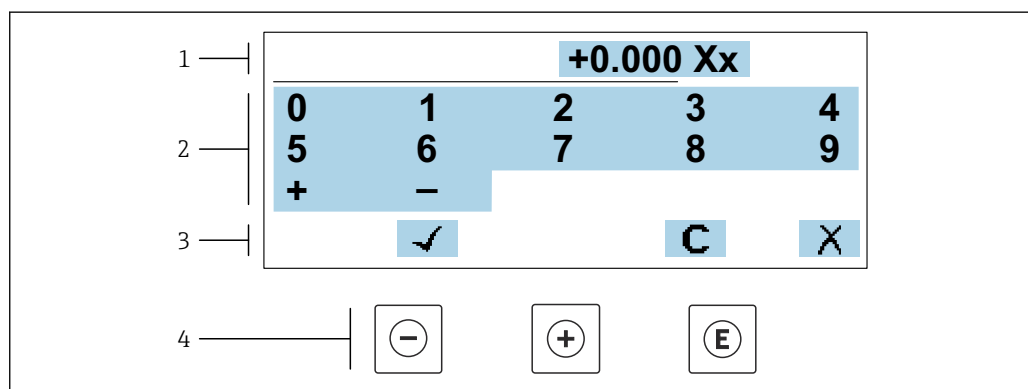 1 +0.000 Xx
0 1 2 3 4
2 5 6 7 8 9
+ −
3 ✓ C X
4 − + E